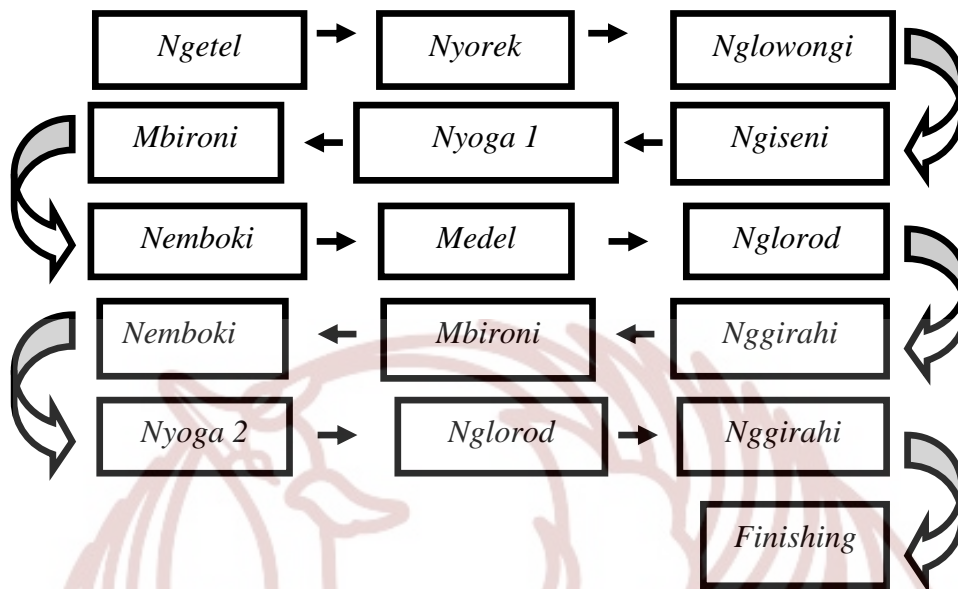 Ngetel Nyorek Nglowongi
Mbironi Nyoga 1 Ngiseni
Nemboki Medel Nglorod
Nemboki Mbironi Nggirahi
Nyoga 2 Nglorod Nggirahi
Finishing